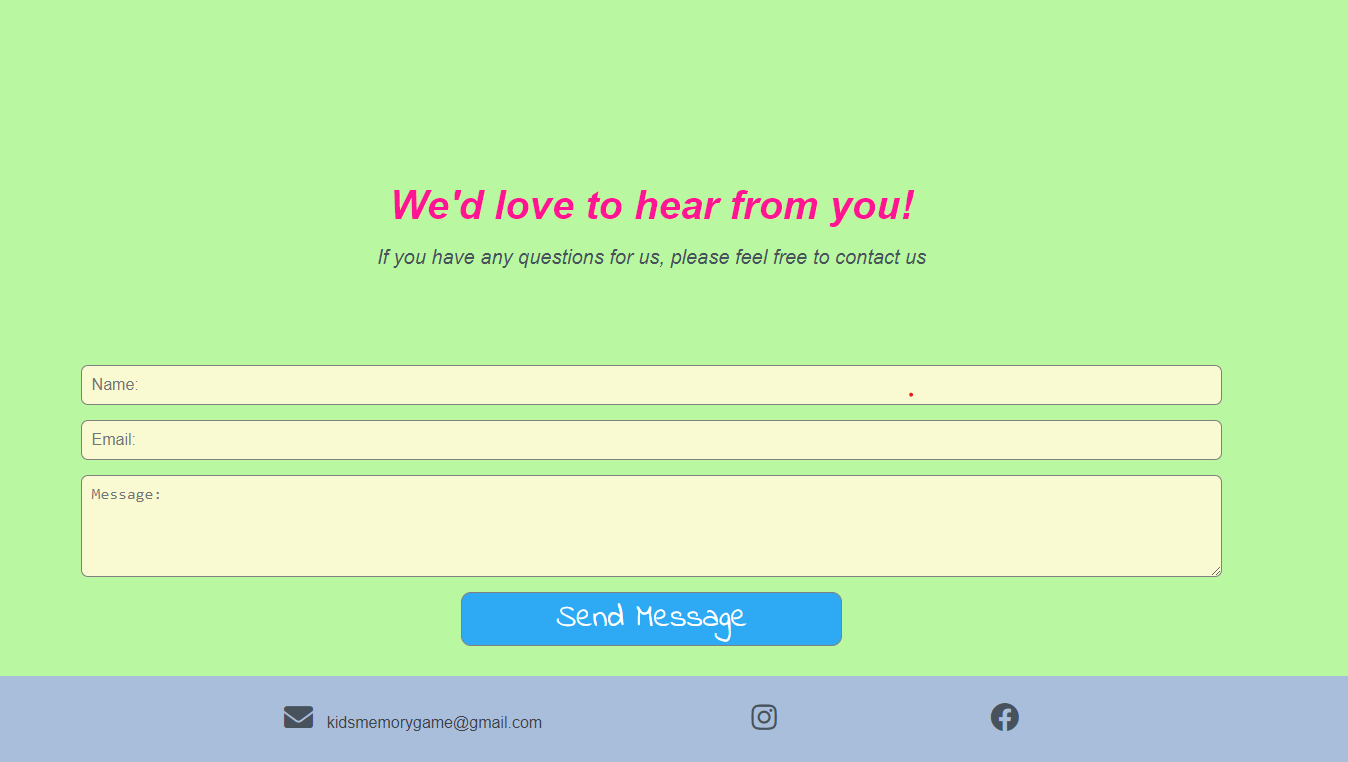 We'd love to hear from you!
If you have any questions for us, please feel free to contact us
Name:
Email:
Message:
Send Message
kidsmemorygame@gmail.com